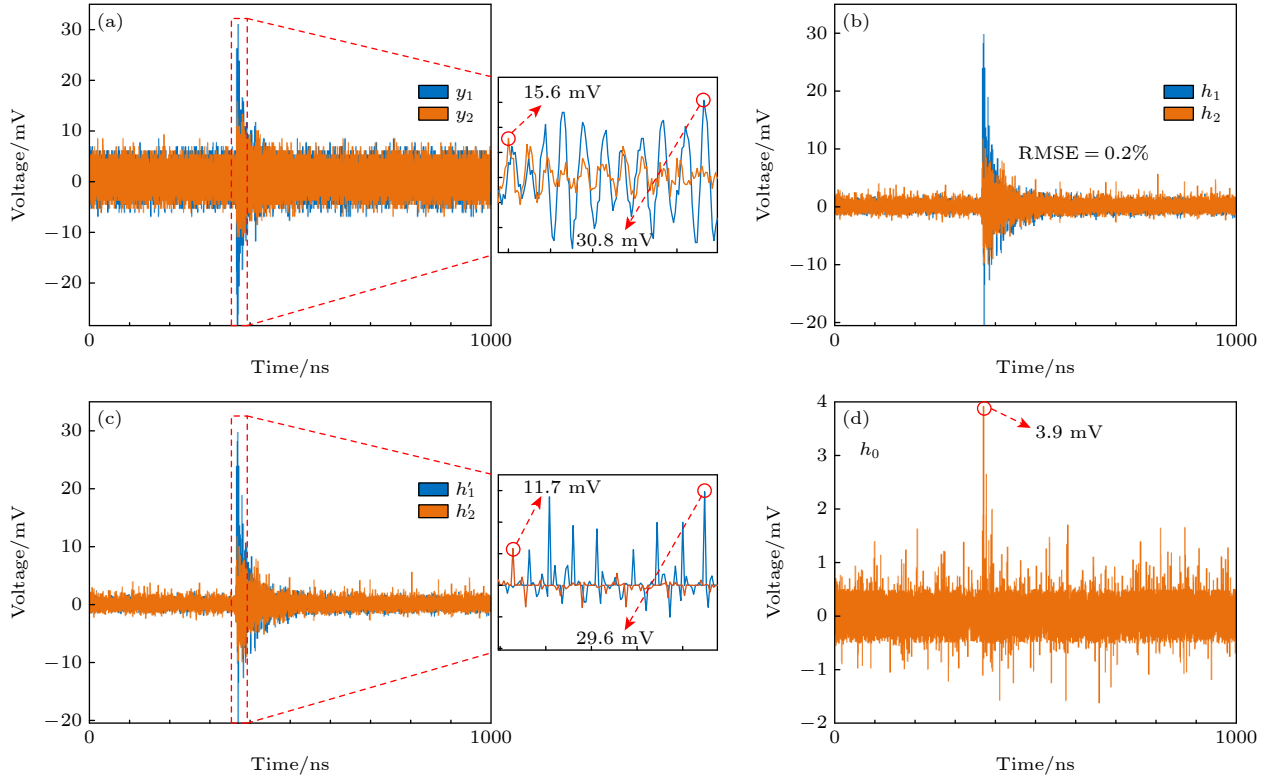 (a)
30
20
10
0
−10
−20
Voltage/mV
y₁
y₂
0
1000
Time/ns
15.6 mV
30.8 mV
(b)
30
20
10
0
−10
−20
Voltage/mV
h₁
h₂
RMSE = 0.2%
0
1000
Time/ns
(c)
30
20
10
0
−10
−20
Voltage/mV
h′₁
h′₂
0
1000
Time/ns
11.7 mV
29.6 mV
(d)
4
3
2
1
0
−1
−2
Voltage/mV
h₀
3.9 mV
0
1000
Time/ns